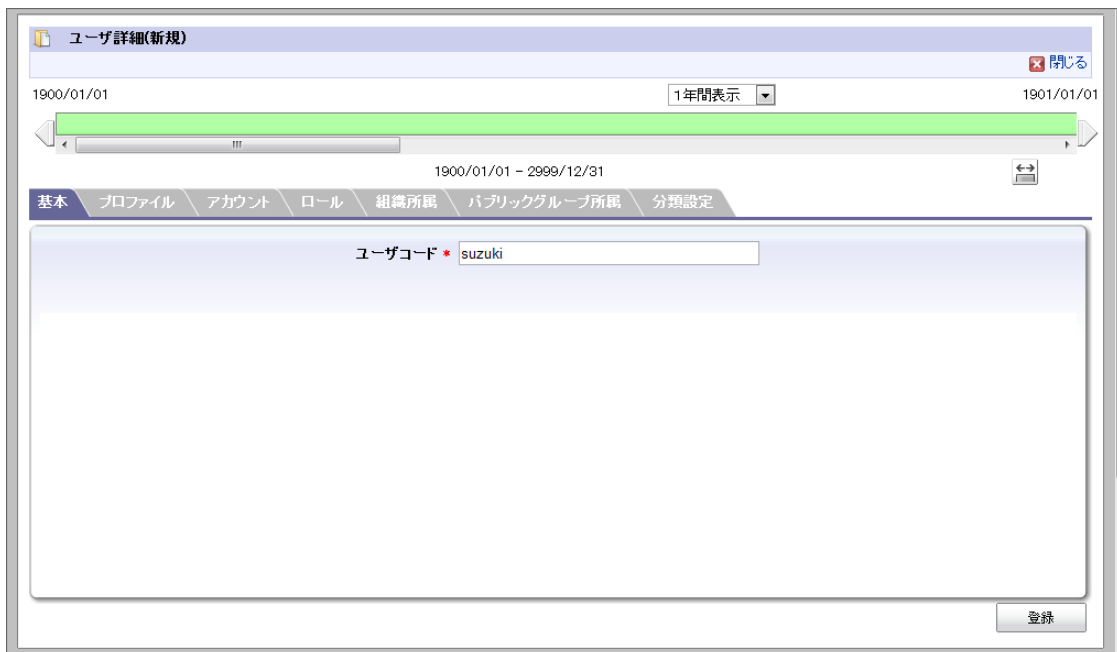 ユーザ詳細(新規)
閉じる
1900/01/01 1年間表示 1901/01/01
1900/01/01 - 2999/12/31
基本 プロファイル アカウント ロール 組織所属 パブリックグループ所属 分類設定
ユーザコード * suzuki
登録